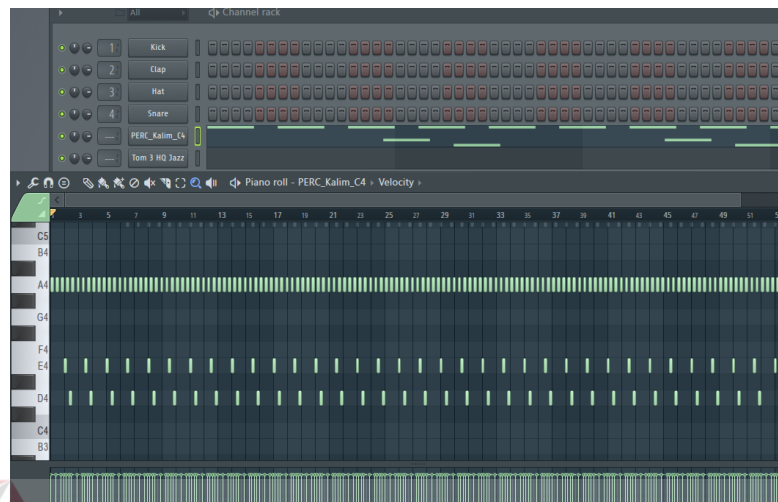 All Channel rack
1 Kick
2 Clap
3 Hat
4 Snare
--- PERC_Kalim_C4
--- Tom 3 HQ Jazz
Piano roll - PERC_Kalim_C4 Velocity
3 5 7 9 11 13 15 17 19 21 23 25 27 29 31 33 35 37 39 41 43 45 47 49 51
C5
B4
A4
G4
F4
E4
D4
C4
B3